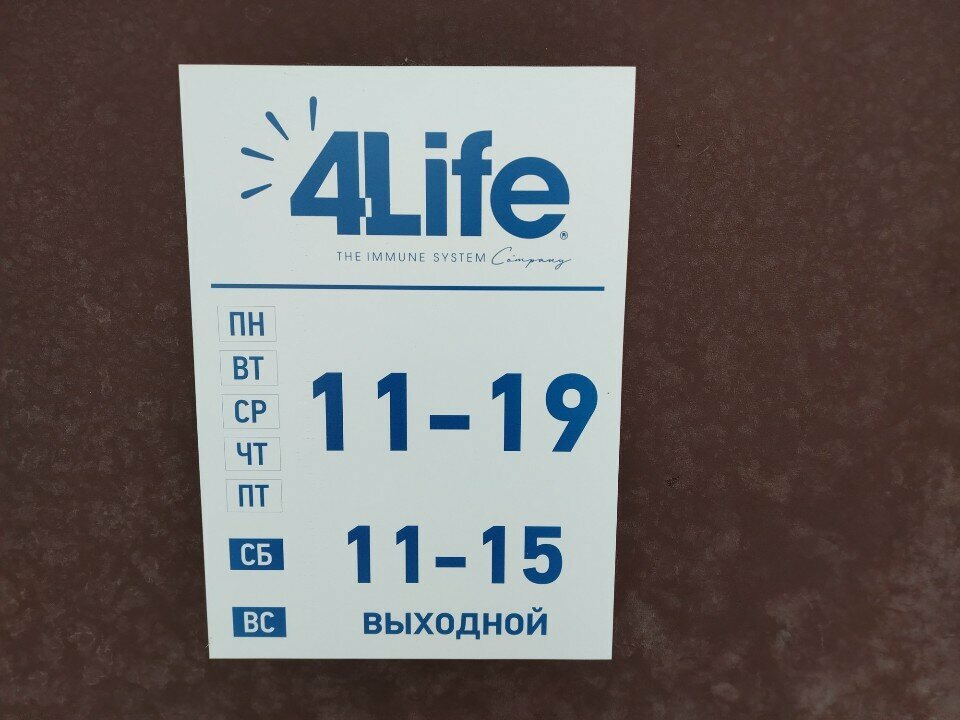 4Life®
THE IMMUNE SYSTEM Company
ПН
ВТ
СР
ЧТ
ПТ
11-19
СБ 11-15
ВС ВЫХОДНОЙ